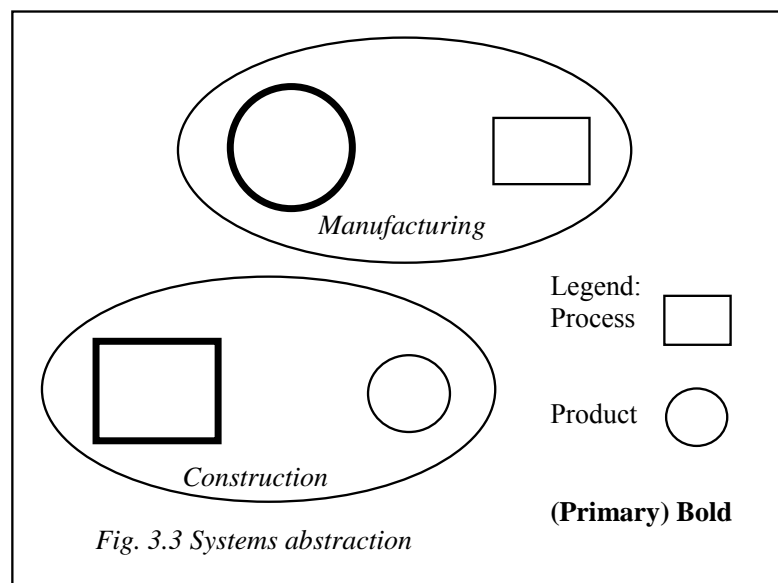 Manufacturing
Legend:
Process
Product
Construction
(Primary) Bold
Fig. 3.3 Systems abstraction